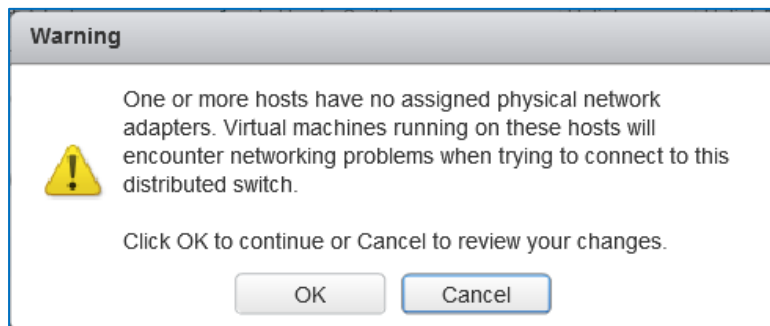 Warning
One or more hosts have no assigned physical network
adapters. Virtual machines running on these hosts will
encounter networking problems when trying to connect to this
distributed switch.
Click OK to continue or Cancel to review your changes.
OK
Cancel